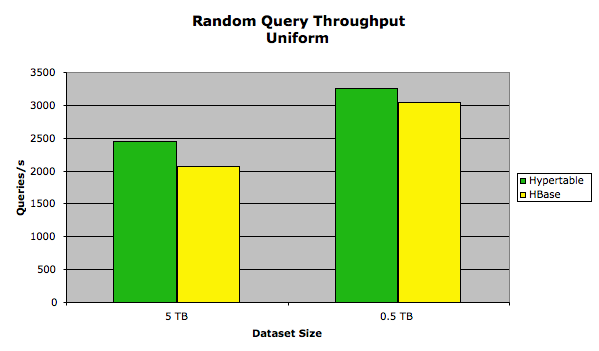 Random Query Throughput
Uniform
3500
3000
2500
2000
1500
1000
500
0
Queries/s
5 TB
0.5 TB
Dataset Size
Hypertable
HBase